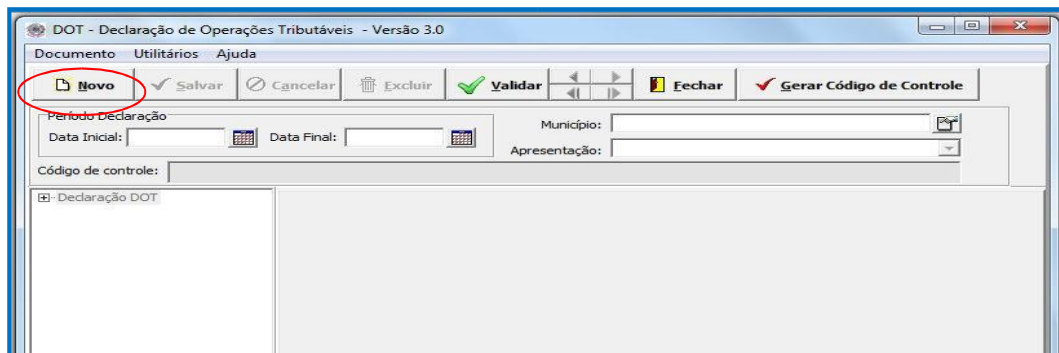 DOT - Declaração de Operações Tributáveis - Versão 3.0
Documento Utilitários Ajuda
Novo Salvar Cancelar Excluir Validar Fechar Gerar Código de Controle
Período Declaração
Data Inicial: Data Final: Município:
Apresentação:
Código de controle:
Declaração DOT